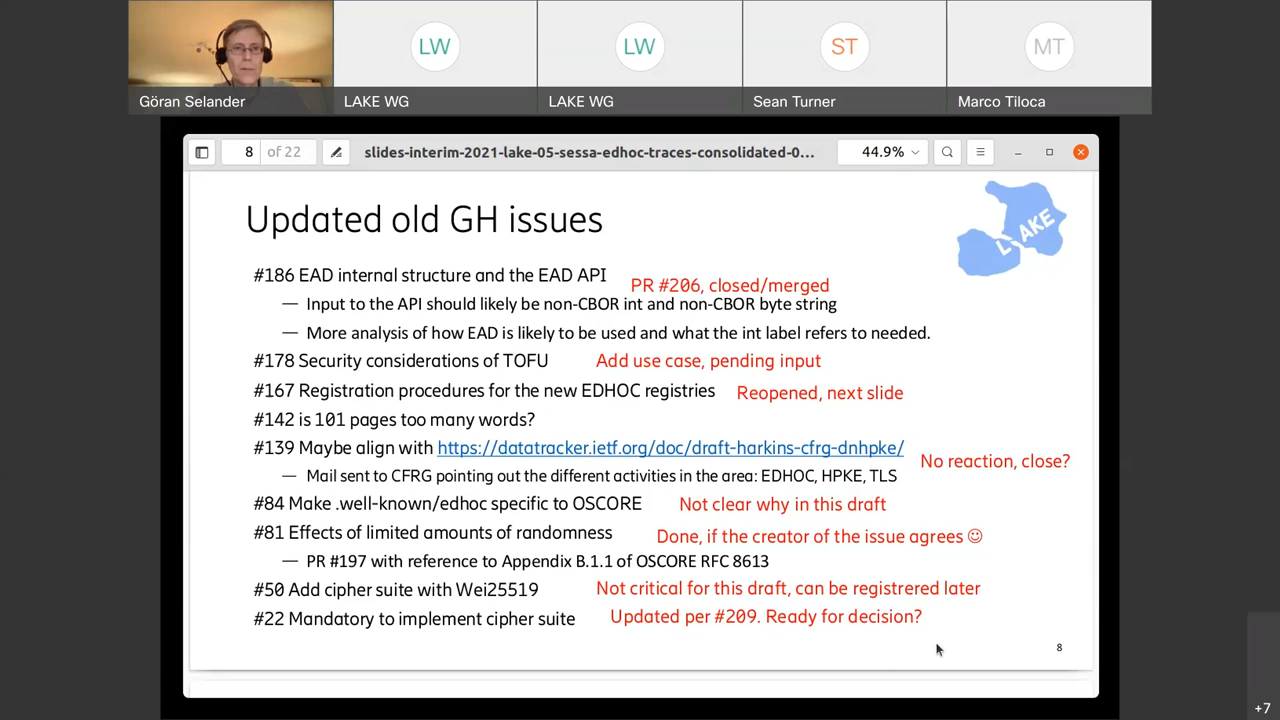 LW
LW
ST
MT
Göran Selander
LAKE WG
LAKE WG
Sean Turner
Marco Tiloca
8 of 22
slides-interim-2021-lake-05-sessa-edhoc-traces-consolidated-0...
44.9%
LAKE
Updated old GH issues
#186 EAD internal structure and the EAD API PR #206, closed/merged
— Input to the API should likely be non-CBOR int and non-CBOR byte string
— More analysis of how EAD is likely to be used and what the int label refers to needed.
#178 Security considerations of TOFU Add use case, pending input
#167 Registration procedures for the new EDHOC registries Reopened, next slide
#142 is 101 pages too many words?
#139 Maybe align with https://datatracker.ietf.org/doc/draft-harkins-cfrg-dnhpke/ No reaction, close?
— Mail sent to CFRG pointing out the different activities in the area: EDHOC, HPKE, TLS
#84 Make .well-known/edhoc specific to OSCORE Not clear why in this draft
#81 Effects of limited amounts of randomness Done, if the creator of the issue agrees ☺
— PR #197 with reference to Appendix B.1.1 of OSCORE RFC 8613
#50 Add cipher suite with Wei25519 Not critical for this draft, can be registrered later
#22 Mandatory to implement cipher suite Updated per #209. Ready for decision?
8
+7